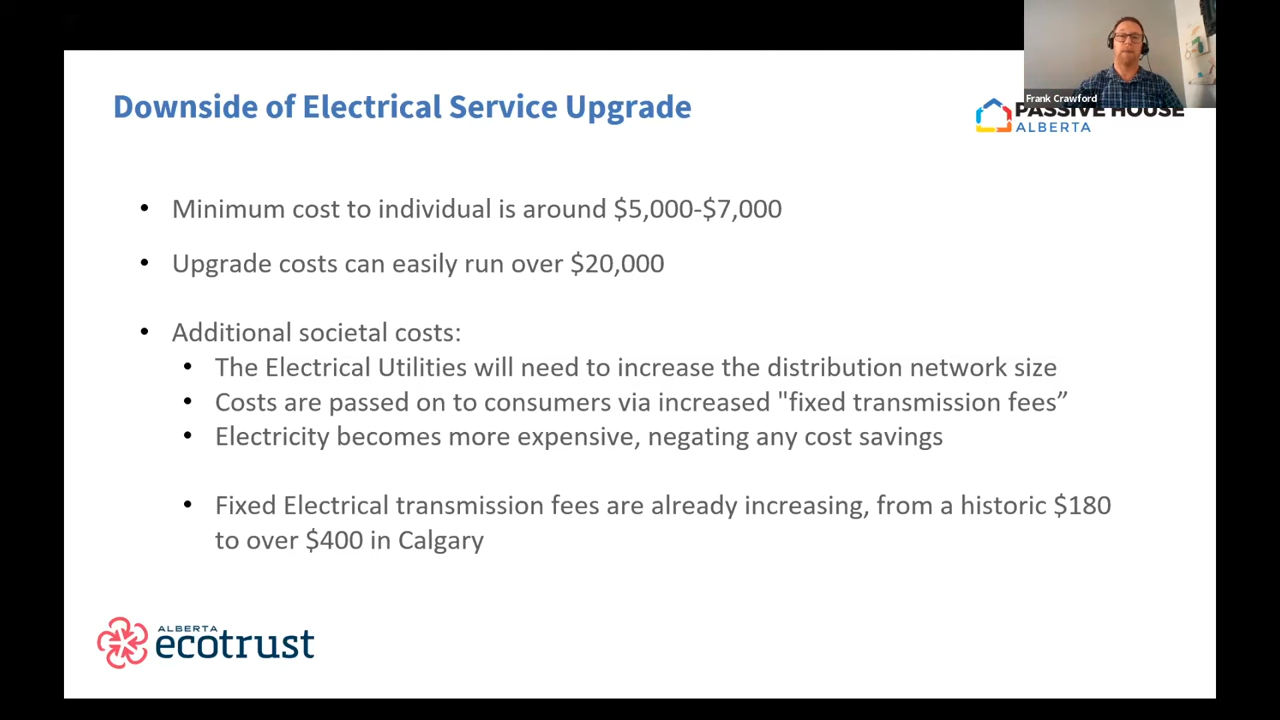 Frank Crawford
Downside of Electrical Service Upgrade
PASSIVE HOUSE
ALBERTA
• Minimum cost to individual is around $5,000-$7,000
• Upgrade costs can easily run over $20,000
• Additional societal costs:
• The Electrical Utilities will need to increase the distribution network size
• Costs are passed on to consumers via increased "fixed transmission fees”
• Electricity becomes more expensive, negating any cost savings
• Fixed Electrical transmission fees are already increasing, from a historic $180
to over $400 in Calgary
ALBERTA
ecotrust